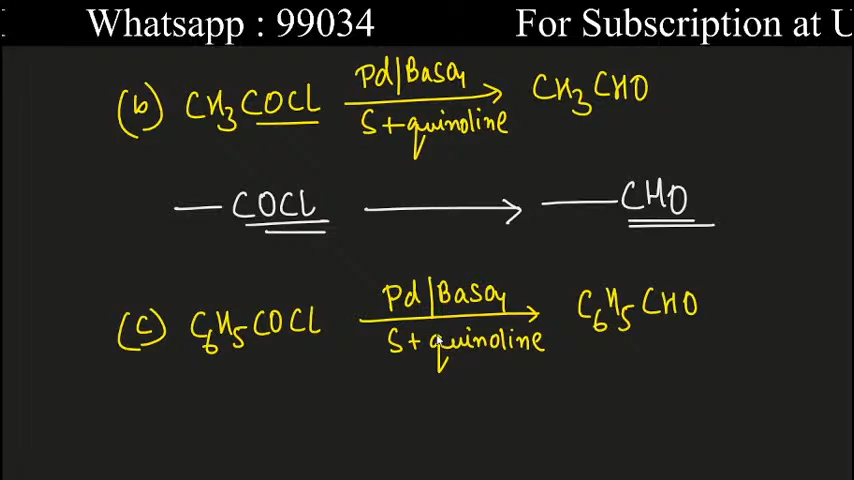 Whatsapp : 99034 For Subscription at U
(b) CH3COCl Pd/BaSO4 CH3CHO
S+quinoline
—COCl —CHO
(c) C6H5COCl Pd/BaSO4 C6H5CHO
S+quinoline